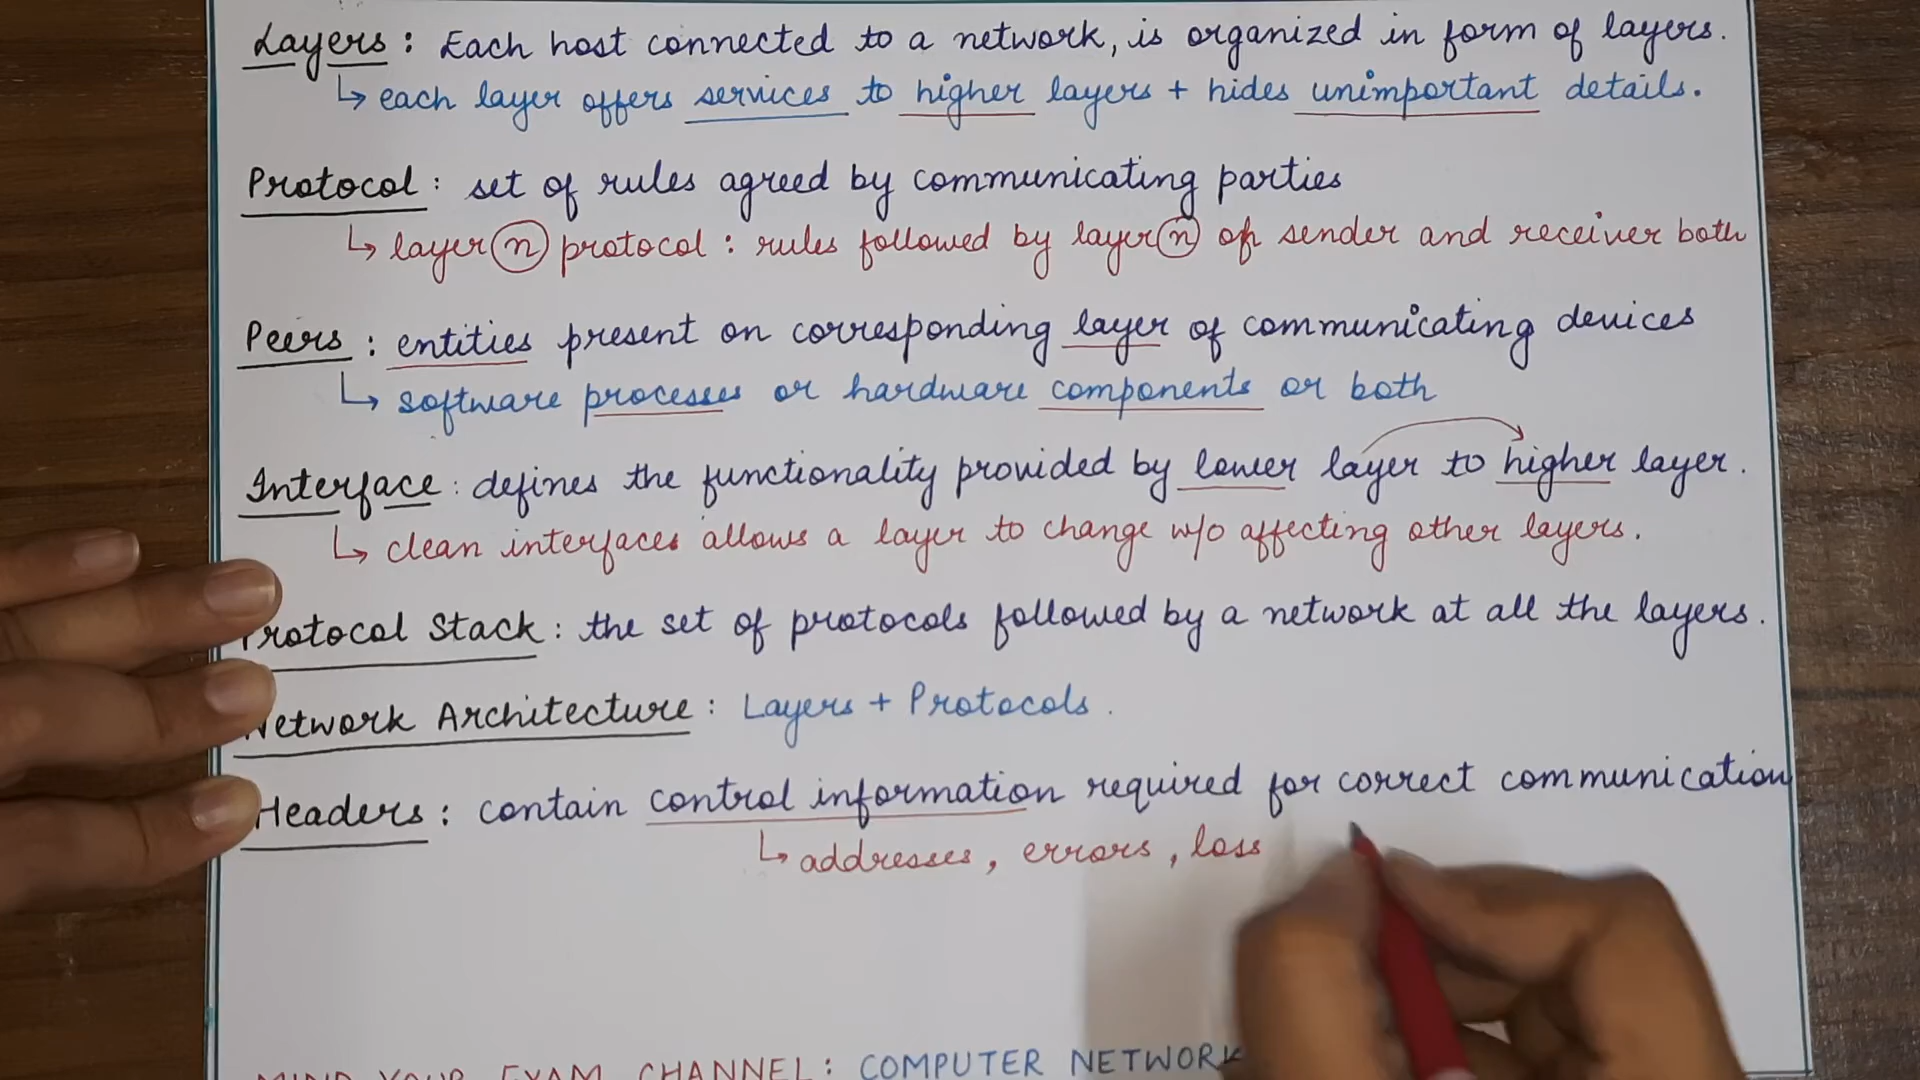 Layers: Each host connected to a network, is organized in form of layers.
↳ each layer offers services to higher layers + hides unimportant details.
Protocol: set of rules agreed by communicating parties
↳ layer n protocol: rules followed by layer n of sender and receiver both
Peers: entities present on corresponding layer of communicating devices
↳ software processes or hardware components or both
Interface: defines the functionality provided by lower layer to higher layer.
↳ clean interfaces allows a layer to change w/o affecting other layers.
Protocol Stack: the set of protocols followed by a network at all the layers.
Network Architecture: Layers + Protocols.
Headers: contain control information required for correct communication
↳ addresses, errors, loss
MIND YOUR EXAM CHANNEL: COMPUTER NETWORK